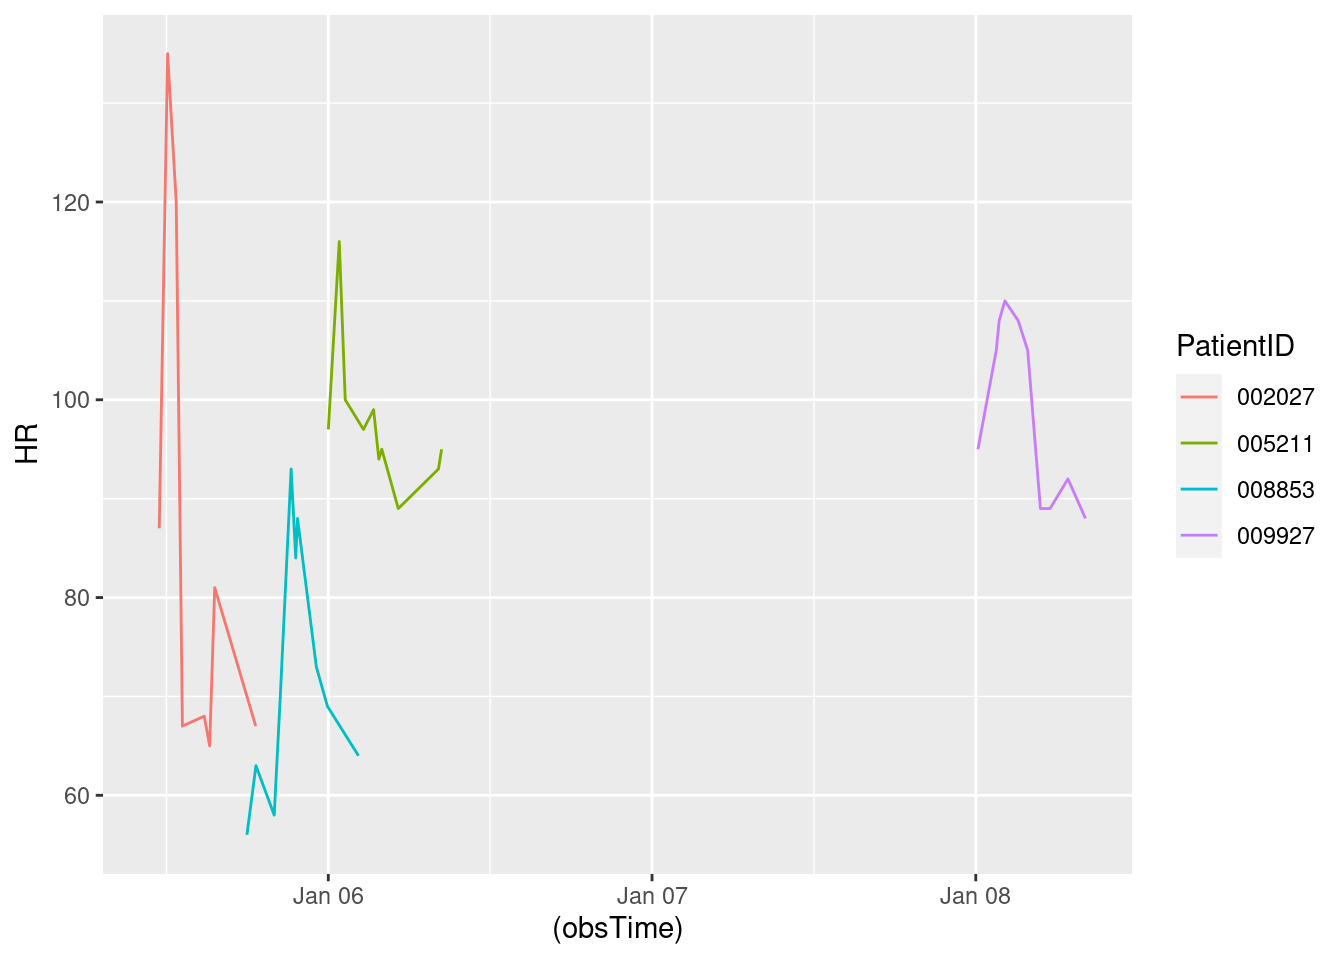 120
100
80
60
HR
Jan 06
Jan 07
Jan 08
(obsTime)
PatientID
002027
005211
008853
009927